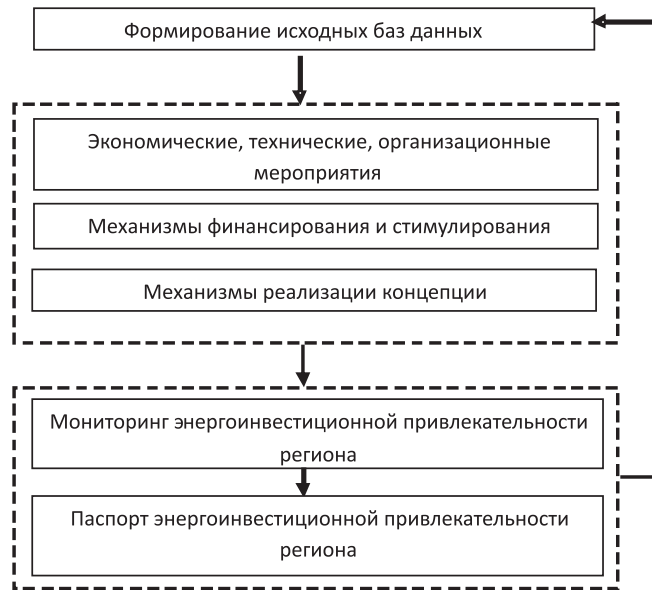 Формирование исходных баз данных
Экономические, технические, организационные
мероприятия
Механизмы финансирования и стимулирования
Механизмы реализации концепции
Мониторинг энергоинвестиционной привлекательности
региона
Паспорт энергоинвестиционной привлекательности
региона